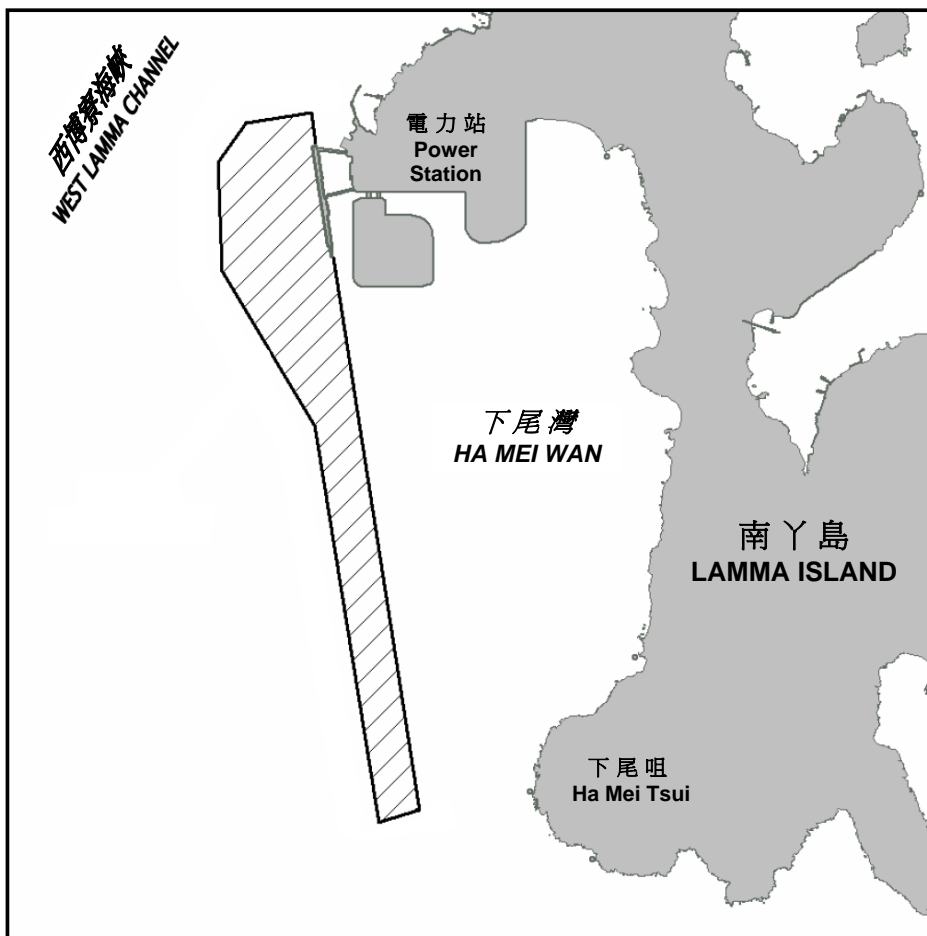 西博寮海峽
WEST LAMMA CHANNEL
電力站
Power
Station
下尾灣
HA MEI WAN
南丫島
LAMMA ISLAND
下尾咀
Ha Mei Tsui